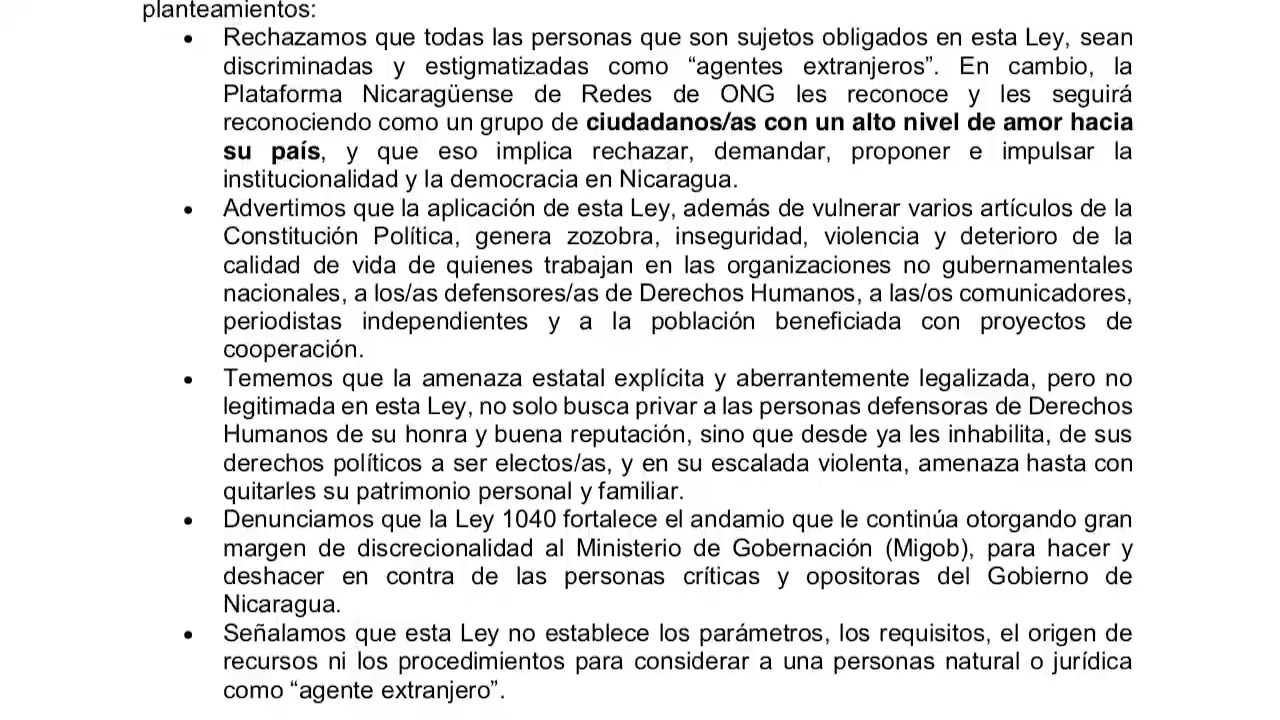 planteamientos:
• Rechazamos que todas las personas que son sujetos obligados en esta Ley, sean
discriminadas y estigmatizadas como “agentes extranjeros”. En cambio, la
Plataforma Nicaragüense de Redes de ONG les reconoce y les seguirá
reconociendo como un grupo de ciudadanos/as con un alto nivel de amor hacia
su país, y que eso implica rechazar, demandar, proponer e impulsar la
institucionalidad y la democracia en Nicaragua.
• Advertimos que la aplicación de esta Ley, además de vulnerar varios artículos de la
Constitución Política, genera zozobra, inseguridad, violencia y deterioro de la
calidad de vida de quienes trabajan en las organizaciones no gubernamentales
nacionales, a los/as defensores/as de Derechos Humanos, a las/os comunicadores,
periodistas independientes y a la población beneficiada con proyectos de
cooperación.
• Tememos que la amenaza estatal explícita y aberrantemente legalizada, pero no
legitimada en esta Ley, no solo busca privar a las personas defensoras de Derechos
Humanos de su honra y buena reputación, sino que desde ya les inhabilita, de sus
derechos políticos a ser electos/as, y en su escalada violenta, amenaza hasta con
quitarles su patrimonio personal y familiar.
• Denunciamos que la Ley 1040 fortalece el andamio que le continúa otorgando gran
margen de discrecionalidad al Ministerio de Gobernación (Migob), para hacer y
deshacer en contra de las personas críticas y opositoras del Gobierno de
Nicaragua.
• Señalamos que esta Ley no establece los parámetros, los requisitos, el origen de
recursos ni los procedimientos para considerar a una personas natural o jurídica
como “agente extranjero”.